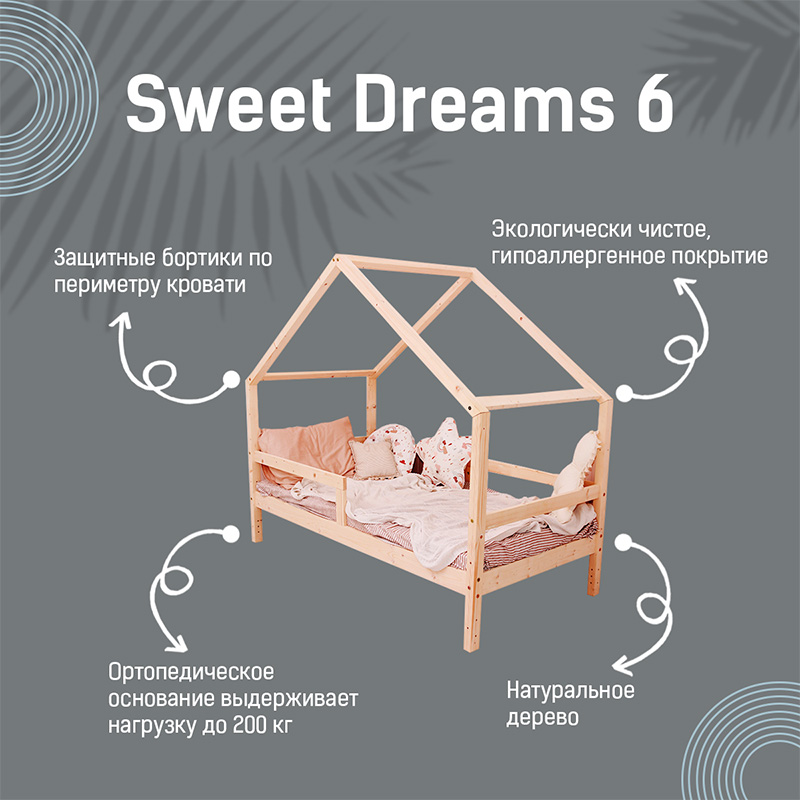 Sweet Dreams 6
Экологически чистое,
гипоаллергенное покрытие
Защитные бортики по
периметру кровати
Ортопедическое
основание выдерживает
нагрузку до 200 кг
Натуральное
дерево